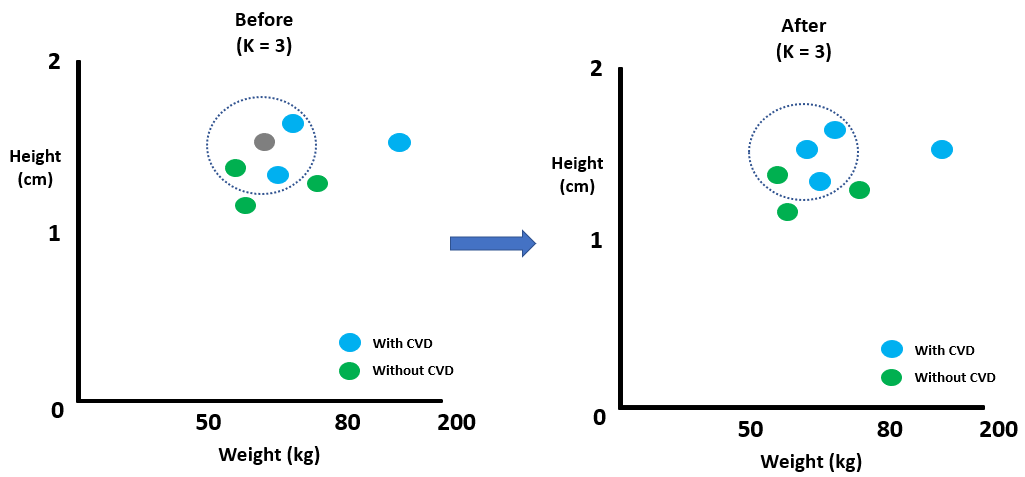 Before
(K = 3)
2
Height
(cm)
1
0
50
80
200
Weight (kg)
With CVD
Without CVD
After
(K = 3)
2
Height
(cm)
1
0
50
80
200
Weight (kg)
With CVD
Without CVD